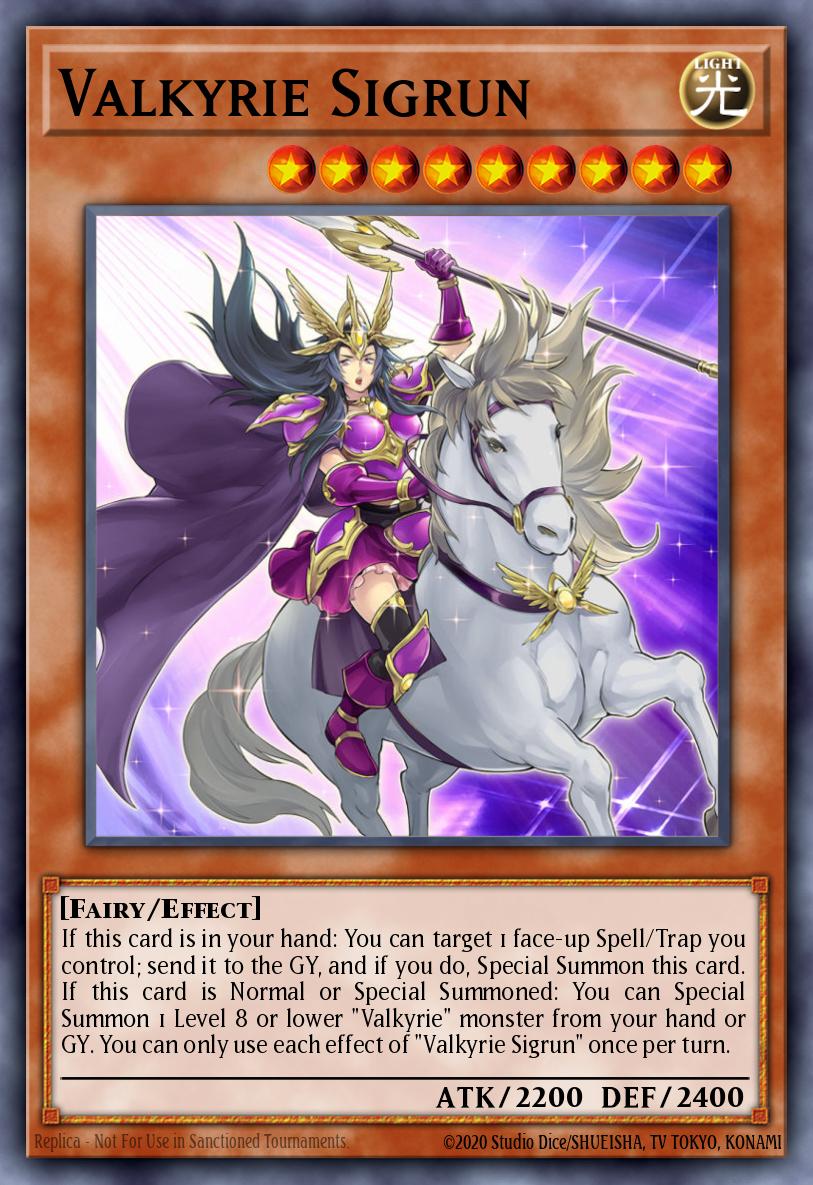 VALKYRIE SIGRUN
LIGHT
光
[FAIRY/EFFECT]
If this card is in your hand: You can target 1 face-up Spell/Trap you
control; send it to the GY, and if you do, Special Summon this card.
If this card is Normal or Special Summoned: You can Special
Summon 1 Level 8 or lower "Valkyrie" monster from your hand or
GY. You can only use each effect of "Valkyrie Sigrun" once per turn.
ATK/2200 DEF/2400
Replica - Not For Use in Sanctioned Tournaments.
©2020 Studio Dice/SHUEISHA, TV TOKYO, KONAMI